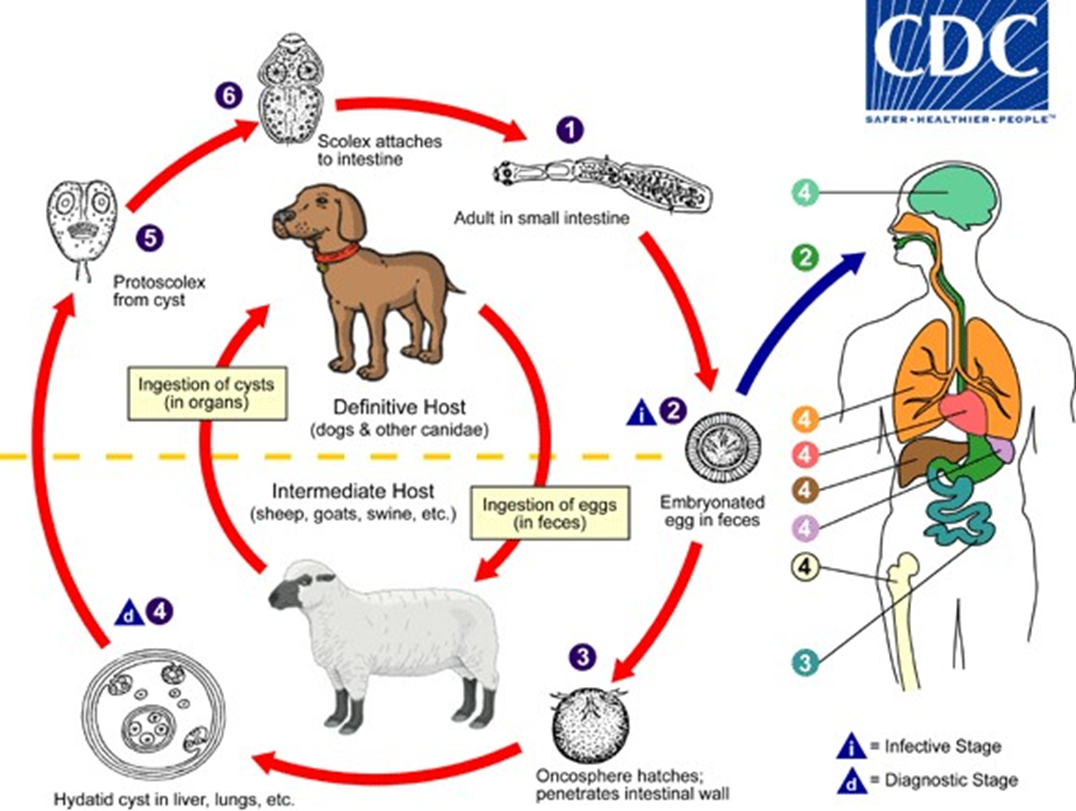 CDC
SAFER • HEALTHIER • PEOPLE™
6
Scolex attaches
to intestine
1
Adult in small intestine
5
Protoscolex
from cyst
Ingestion of cysts
(in organs)
Definitive Host
(dogs & other canidae)
Intermediate Host
(sheep, goats, swine, etc.)
Ingestion of eggs
(in feces)
i 2
Embryonated
egg in feces
d 4
Hydatid cyst in liver, lungs, etc.
3
Oncosphere hatches;
penetrates intestinal wall
4
2
4
4
4
4
4
3
i = Infective Stage
d = Diagnostic Stage